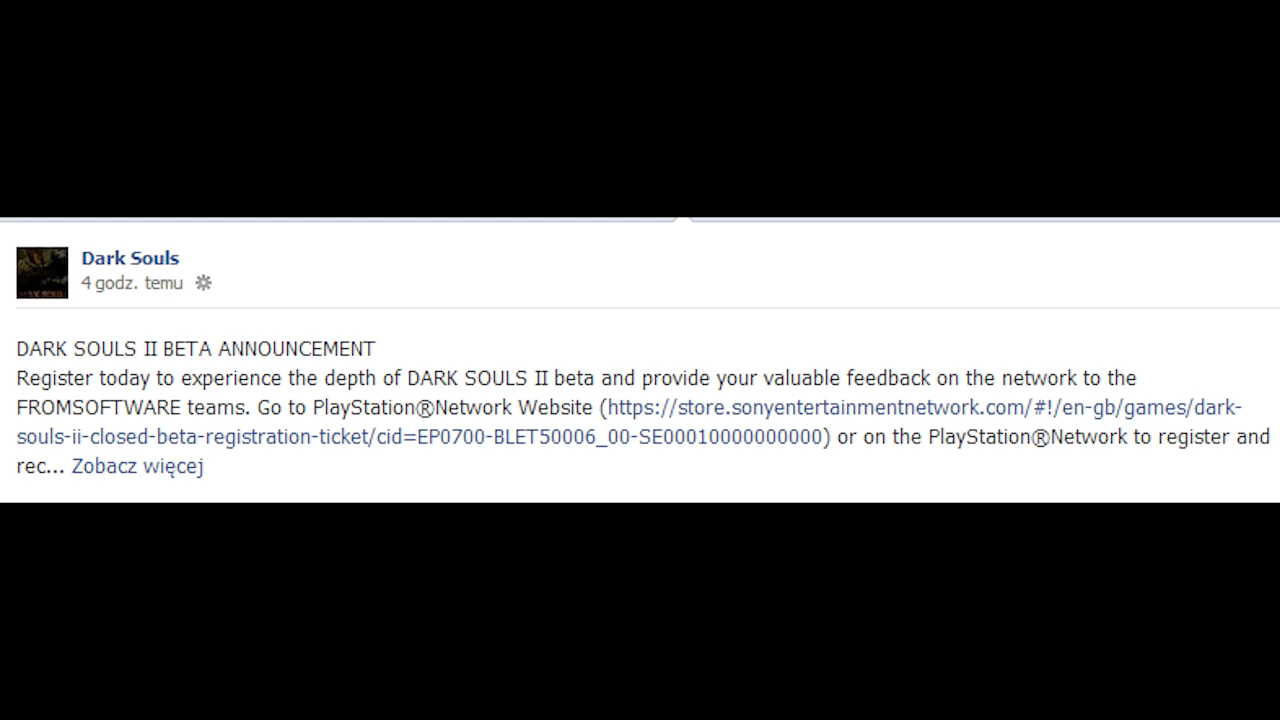 Dark Souls
4 godz. temu
DARK SOULS II BETA ANNOUNCEMENT
Register today to experience the depth of DARK SOULS II beta and provide your valuable feedback on the network to the
FROMSOFTWARE teams. Go to PlayStation®Network Website (https://store.sonyentertainmentnetwork.com/#!/en-gb/games/dark-
souls-ii-closed-beta-registration-ticket/cid=EP0700-BLET50006_00-SE00010000000000) or on the PlayStation®Network to register and
rec... Zobacz więcej